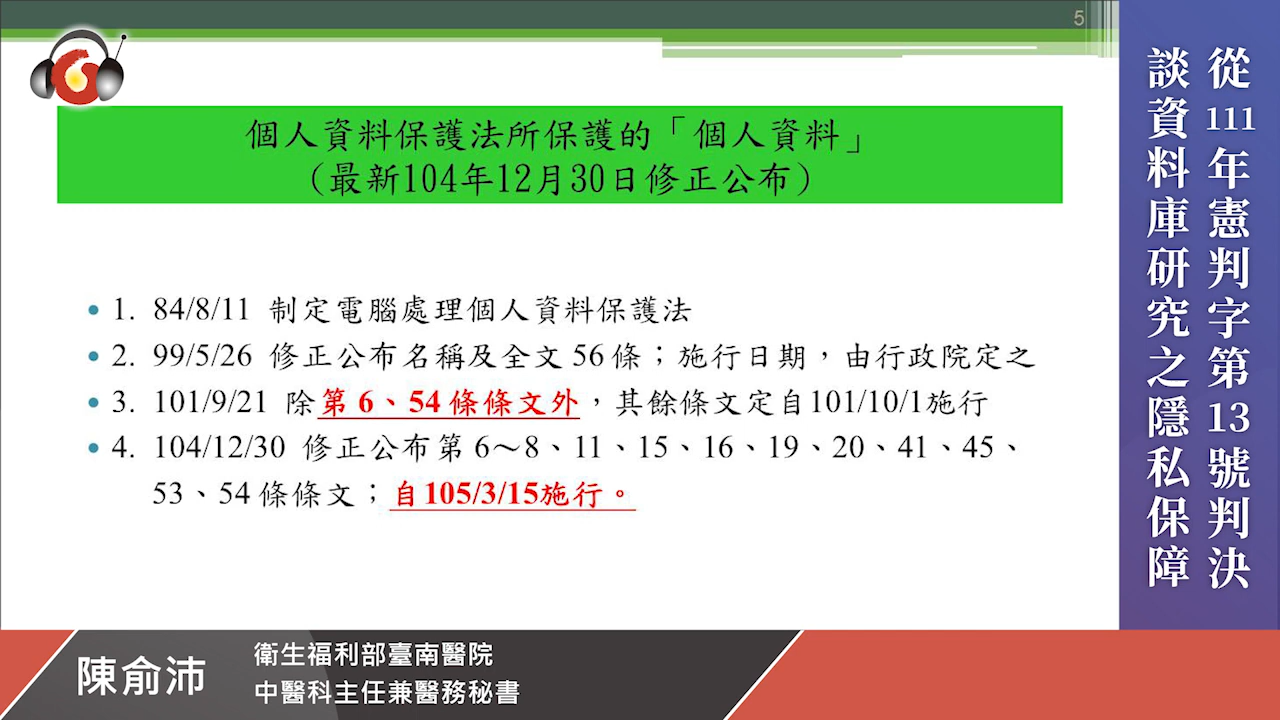 5
個人資料保護法所保護的「個人資料」
(最新104年12月30日修正公布)
• 1. 84/8/11 制定電腦處理個人資料保護法
• 2. 99/5/26 修正公布名稱及全文 56 條；施行日期，由行政院定之
• 3. 101/9/21 除第 6、54 條條文外，其餘條文定自101/10/1施行
• 4. 104/12/30 修正公布第 6～8、11、15、16、19、20、41、45、
53、54 條條文；自105/3/15施行。
從111年憲判字第13號判決
談資料庫研究之隱私保障
陳俞沛
衛生福利部臺南醫院
中醫科主任兼醫務秘書